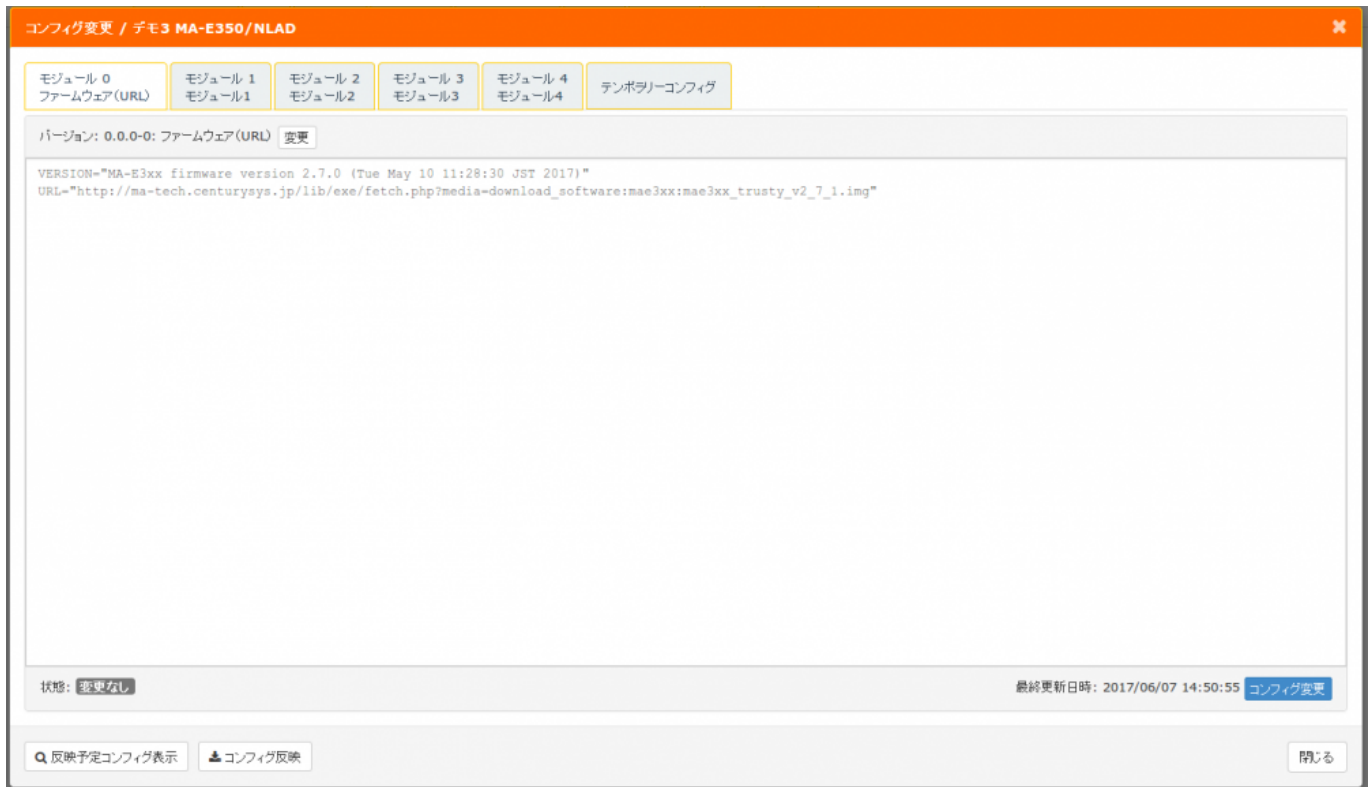 コンフィグ変更 / デモ3 MA-E350/NLAD
モジュール 0
ファームウェア(URL)
モジュール 1
モジュール1
モジュール 2
モジュール2
モジュール 3
モジュール3
モジュール 4
モジュール4
テンポラリーコンフィグ
バージョン: 0.0.0-0: ファームウェア(URL) 変更
VERSION="MA-E3xx firmware version 2.7.0 (Tue May 10 11:28:30 JST 2017)"
URL="http://ma-tech.centurysys.jp/lib/exe/fetch.php?media=download_software:mae3xx:mae3xx_trusty_v2_7_1.img"
状態: 変更なし
最終更新日時: 2017/06/07 14:50:55 コンフィグ変更
反映予定コンフィグ表示
コンフィグ反映
閉じる